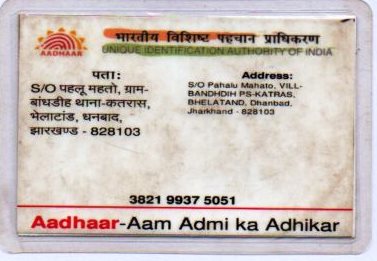 भारतीय विशिष्ट पहचान प्राधिकरण
AADHAAR
UNIQUE IDENTIFICATION AUTHORITY OF INDIA
पता:
S/O पहलू महतो, ग्राम-
बांधडीह थाना-कतरास,
भेलाटांड, धनबाद,
झारखण्ड - 828103
Address:
S/O Pahalu Mahato, VILL-
BANDHDIH PS-KATRAS,
BHELATAND, Dhanbad,
Jharkhand - 828103
3821 9937 5051
Aadhaar-Aam Admi ka Adhikar